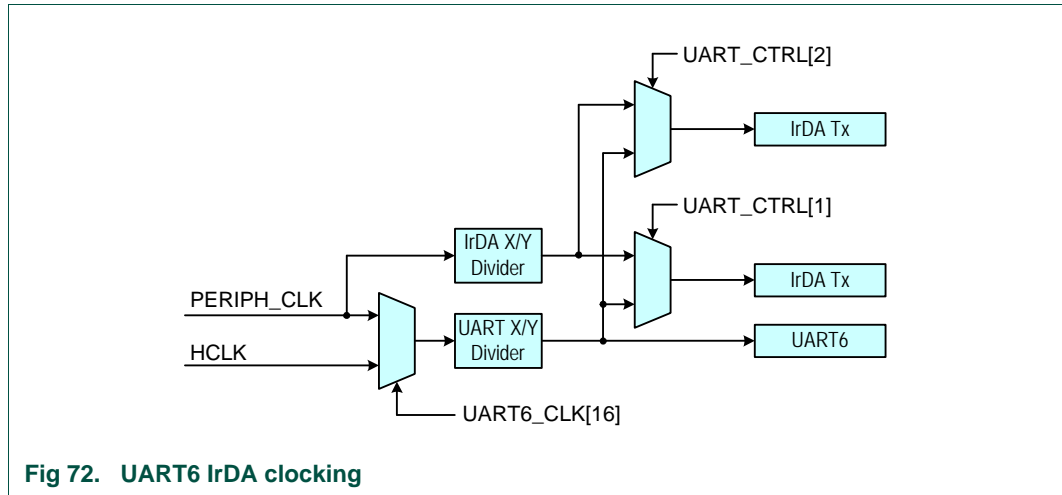 UART_CTRL[2]
IrDA Tx
UART_CTRL[1]
IrDA X/Y
Divider
IrDA Tx
PERIPH_CLK
UART X/Y
Divider
UART6
HCLK
UART6_CLK[16]
Fig 72. UART6 IrDA clocking